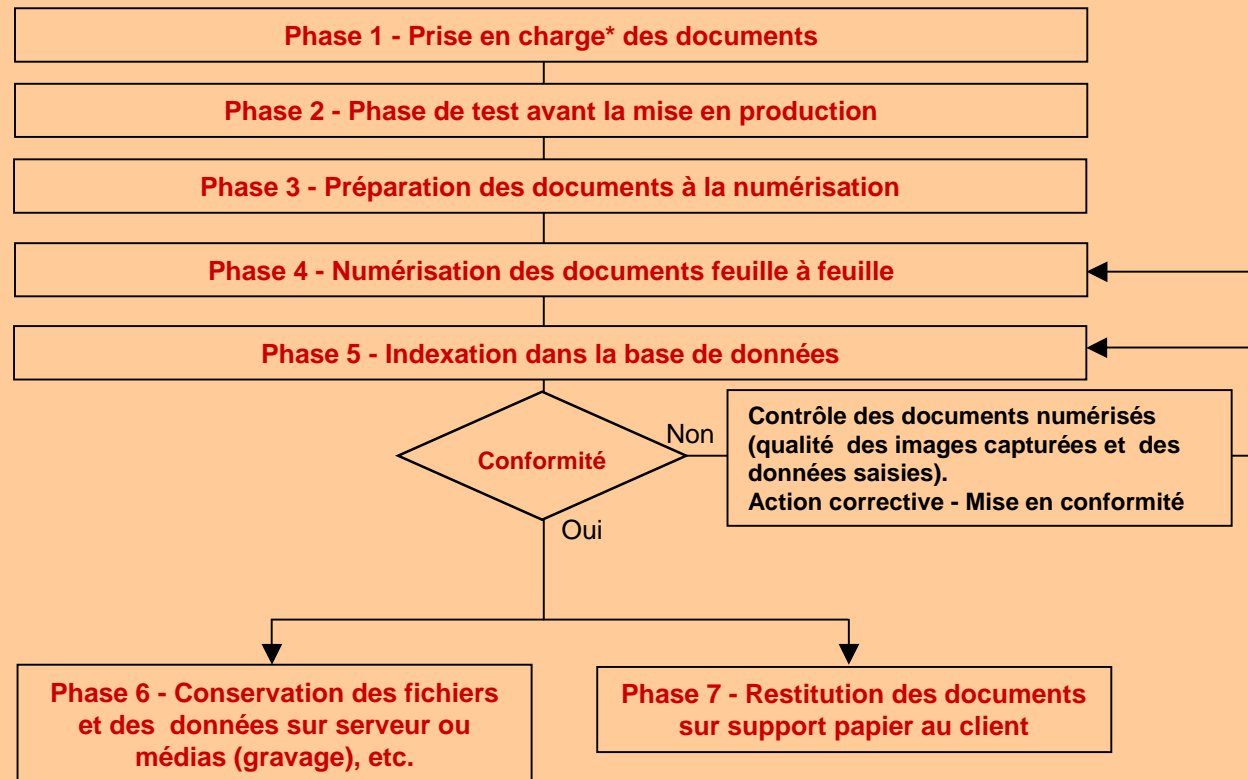 Phase 1 - Prise en charge* des documents
Phase 2 - Phase de test avant la mise en production
Phase 3 - Préparation des documents à la numérisation
Phase 4 - Numérisation des documents feuille à feuille
Phase 5 - Indexation dans la base de données
Conformité
Non
Contrôle des documents numérisés
(qualité des images capturées et des
données saisies).
Action corrective - Mise en conformité
Oui
Phase 6 - Conservation des fichiers
et des données sur serveur ou
médias (gravage), etc.
Phase 7 - Restitution des documents
sur support papier au client